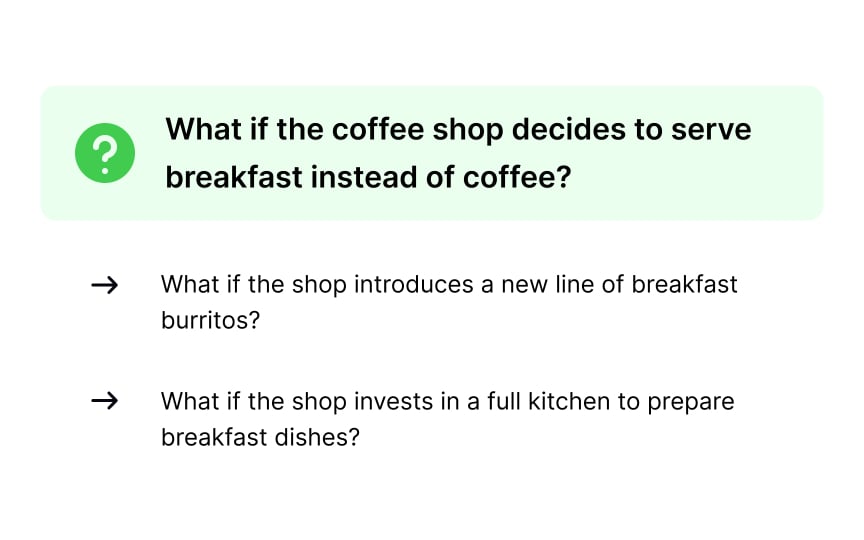 What if the coffee shop decides to serve
breakfast instead of coffee?
What if the shop introduces a new line of breakfast
burritos?
What if the shop invests in a full kitchen to prepare
breakfast dishes?